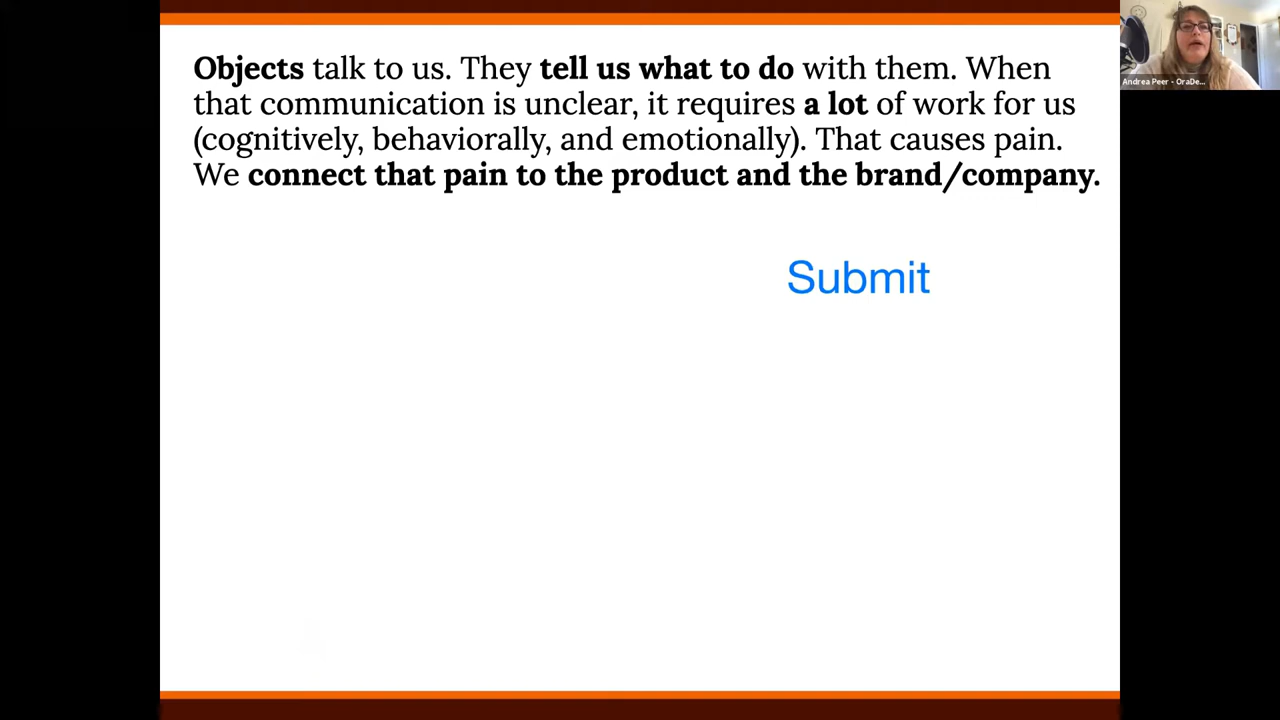 Objects talk to us. They tell us what to do with them. When
that communication is unclear, it requires a lot of work for us
(cognitively, behaviorally, and emotionally). That causes pain.
We connect that pain to the product and the brand/company.
Submit
Andrea Peer - OraDe...